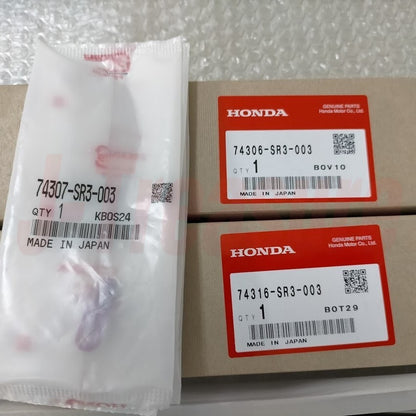 74307-SR3-003
QTY 1 KBOS24
MADE IN JAPAN
HONDA
GENUINE PARTS
Honda Motor Co., Ltd.
74306-SR3-003
QTY 1 BOV10
MADE IN JAPAN
HONDA
GENUINE PARTS
Honda Motor Co., Ltd.
74316-SR3-003
QTY 1 BOT29
MADE IN JAPAN